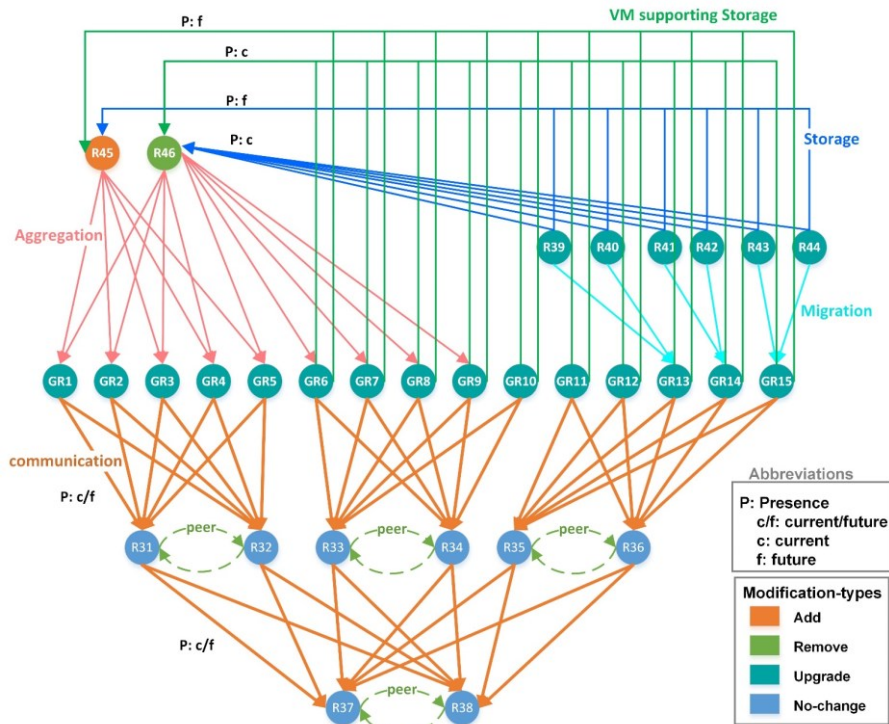 P: f
VM supporting Storage
P: c
P: f
P: c
Storage
R45
R46
Aggregation
R39
R40
R41
R42
R43
R44
Migration
GR1
GR2
GR3
GR4
GR5
GR6
GR7
GR8
GR9
GR10
GR11
GR12
GR13
GR14
GR15
communication
P: c/f
Abbreviations
P: Presence
c/f: current/future
c: current
f: future
peer
peer
peer
R31
R32
R33
R34
R35
R36
Modification-types
Add
Remove
Upgrade
No-change
P: c/f
peer
R37
R38